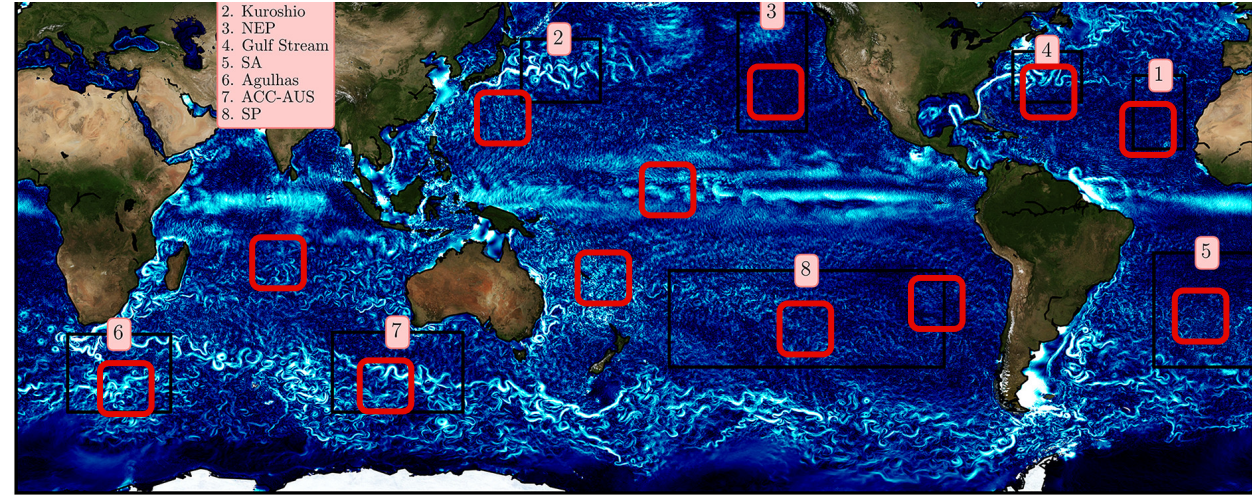 2. Kuroshio
3. NEP
4. Gulf Stream
5. SA
6. Agulhas
7. ACC-AUS
8. SP
3
2
4
1
5
8
6
7